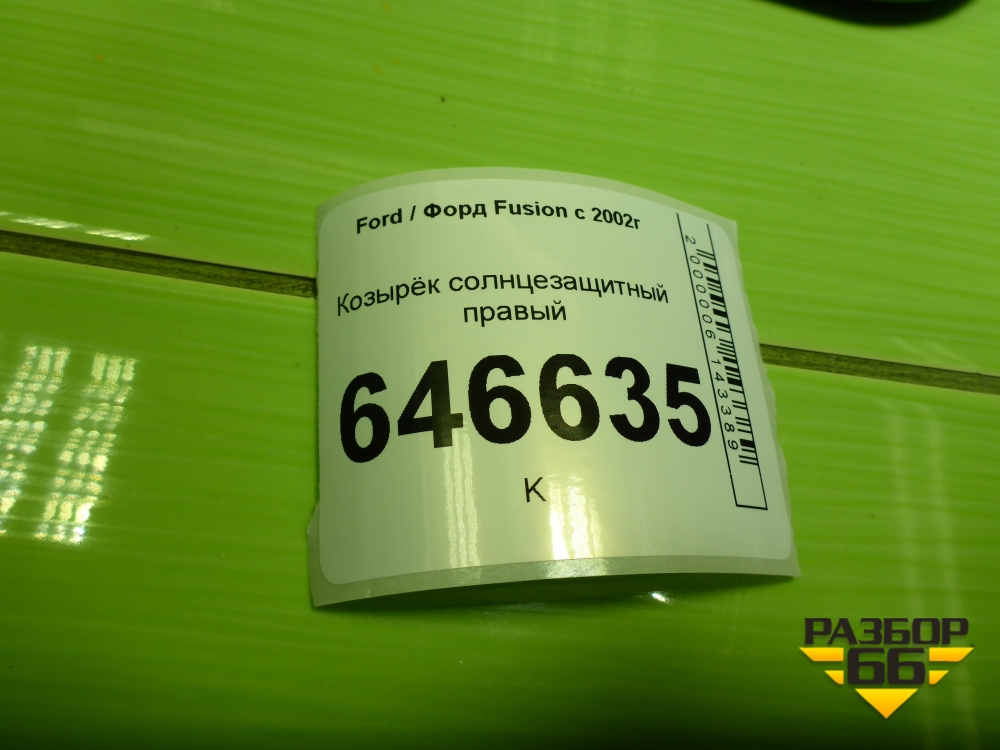 Ford / Форд Fusion с 2002г
Козырёк солнцезащитный
правый
646635
К
2000006143389
РАЗБОР
66